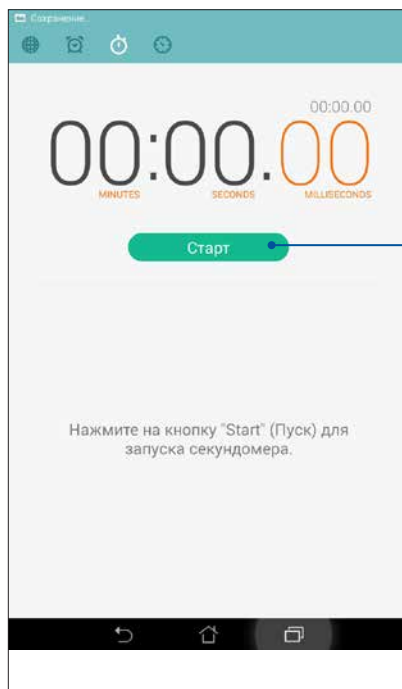 Сохранение...
00:00.00
00:00.00
MINUTES SECONDS MILLISECONDS
Старт
Нажмите на кнопку "Start" (Пуск) для
запуска секундомера.